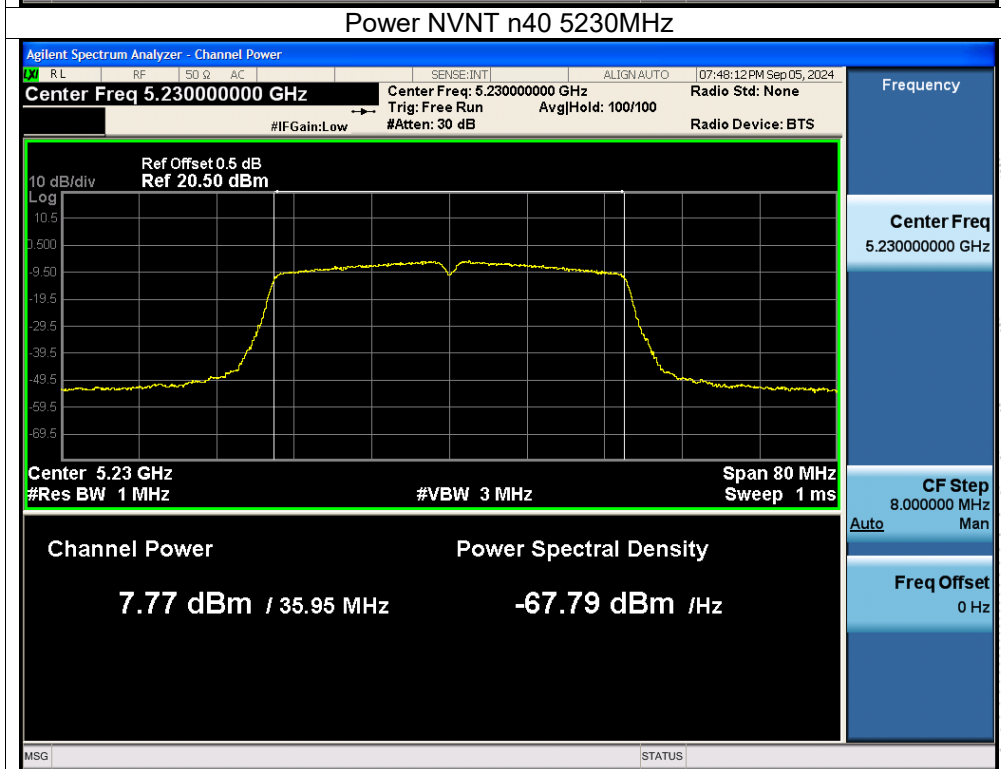 Power NVNT n40 5230MHz
Agilent Spectrum Analyzer - Channel Power
LXI RL RF 50 Ω AC SENSE:INT ALIGN AUTO 07:48:12 PM Sep 05, 2024
Center Freq 5.230000000 GHz
Center Freq: 5.230000000 GHz
Radio Std: None
Trig: Free Run Avg|Hold: 100/100
#IFGain:Low #Atten: 30 dB Radio Device: BTS
Ref Offset 0.5 dB
10 dB/div Ref 20.50 dBm
Log
10.5
0.500
-9.50
-19.5
-29.5
-39.5
-49.5
-59.5
-69.5
Center 5.23 GHz Span 80 MHz
#Res BW 1 MHz #VBW 3 MHz Sweep 1 ms
Channel Power Power Spectral Density
7.77 dBm / 35.95 MHz -67.79 dBm /Hz
Frequency
Center Freq
5.230000000 GHz
CF Step
8.000000 MHz
Auto Man
Freq Offset
0 Hz
MSG STATUS